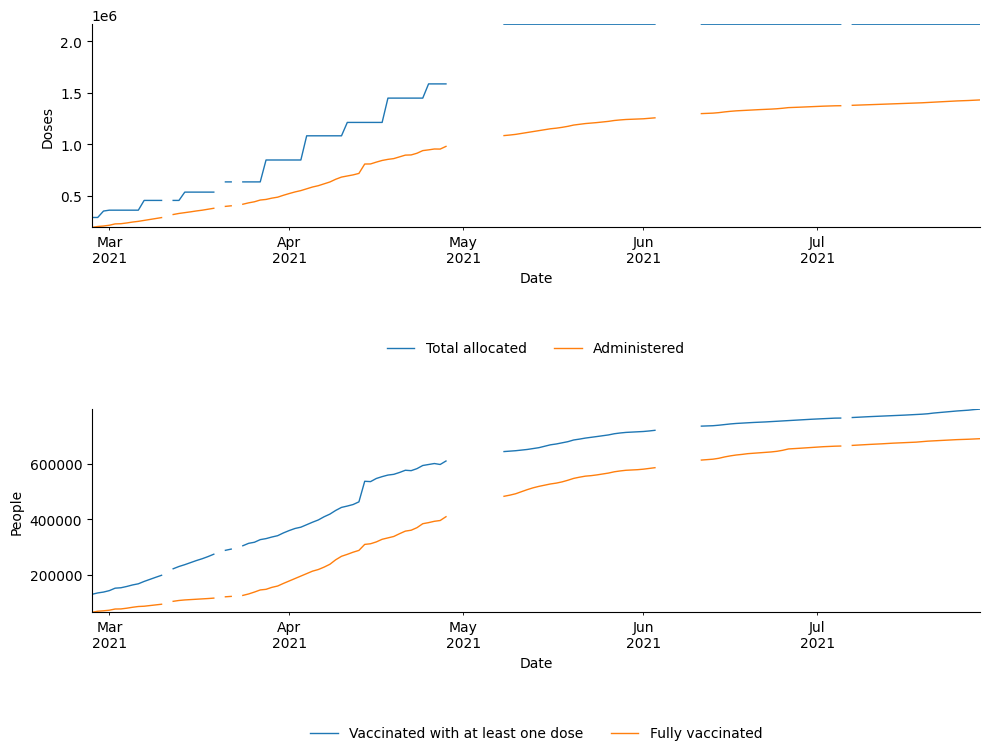 1e6
2.0
1.5
1.0
0.5
Doses
Mar Apr May Jun Jul
2021 2021 2021 2021 2021
Date
Total allocated Administered
600000
400000
200000
People
Mar Apr May Jun Jul
2021 2021 2021 2021 2021
Date
Vaccinated with at least one dose Fully vaccinated